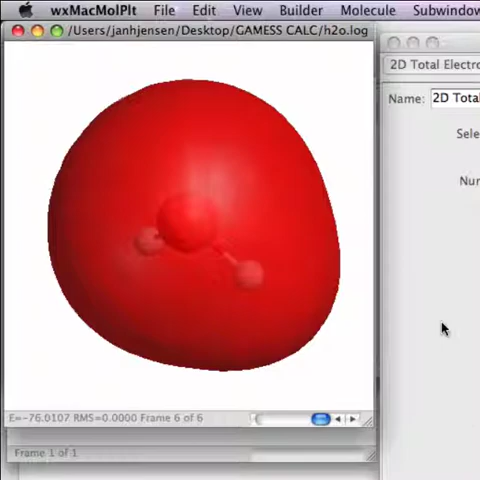 wxMacMolPlt File Edit View Builder Molecule Subwindow
/Users/janhjensen/Desktop/GAMESS CALC/h2o.log
2D Total Electro
Name: 2D Total
Sele
Nur
E=-76.0107 RMS=0.0000 Frame 6 of 6
Frame 1 of 1